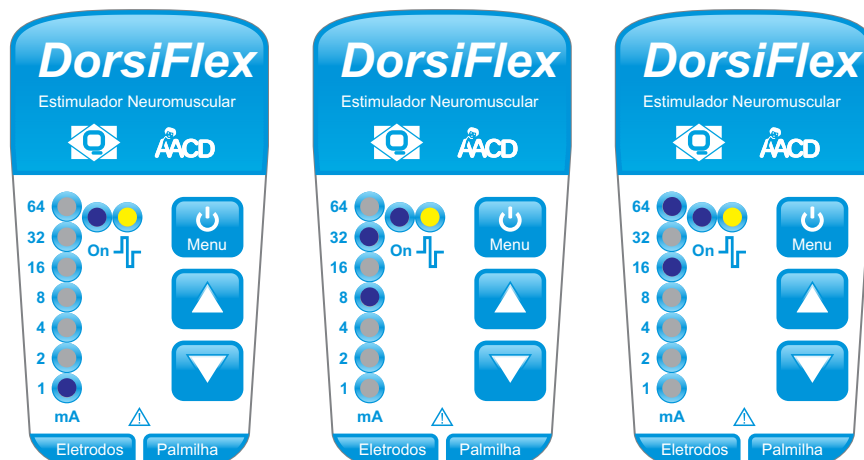 DorsiFlex
Estimulador Neuromuscular
AACD
64
32
On
Menu
16
8
4
2
1
mA
Eletrodos
Palmilha
DorsiFlex
Estimulador Neuromuscular
AACD
64
32
On
Menu
16
8
4
2
1
mA
Eletrodos
Palmilha
DorsiFlex
Estimulador Neuromuscular
AACD
64
32
On
Menu
16
8
4
2
1
mA
Eletrodos
Palmilha